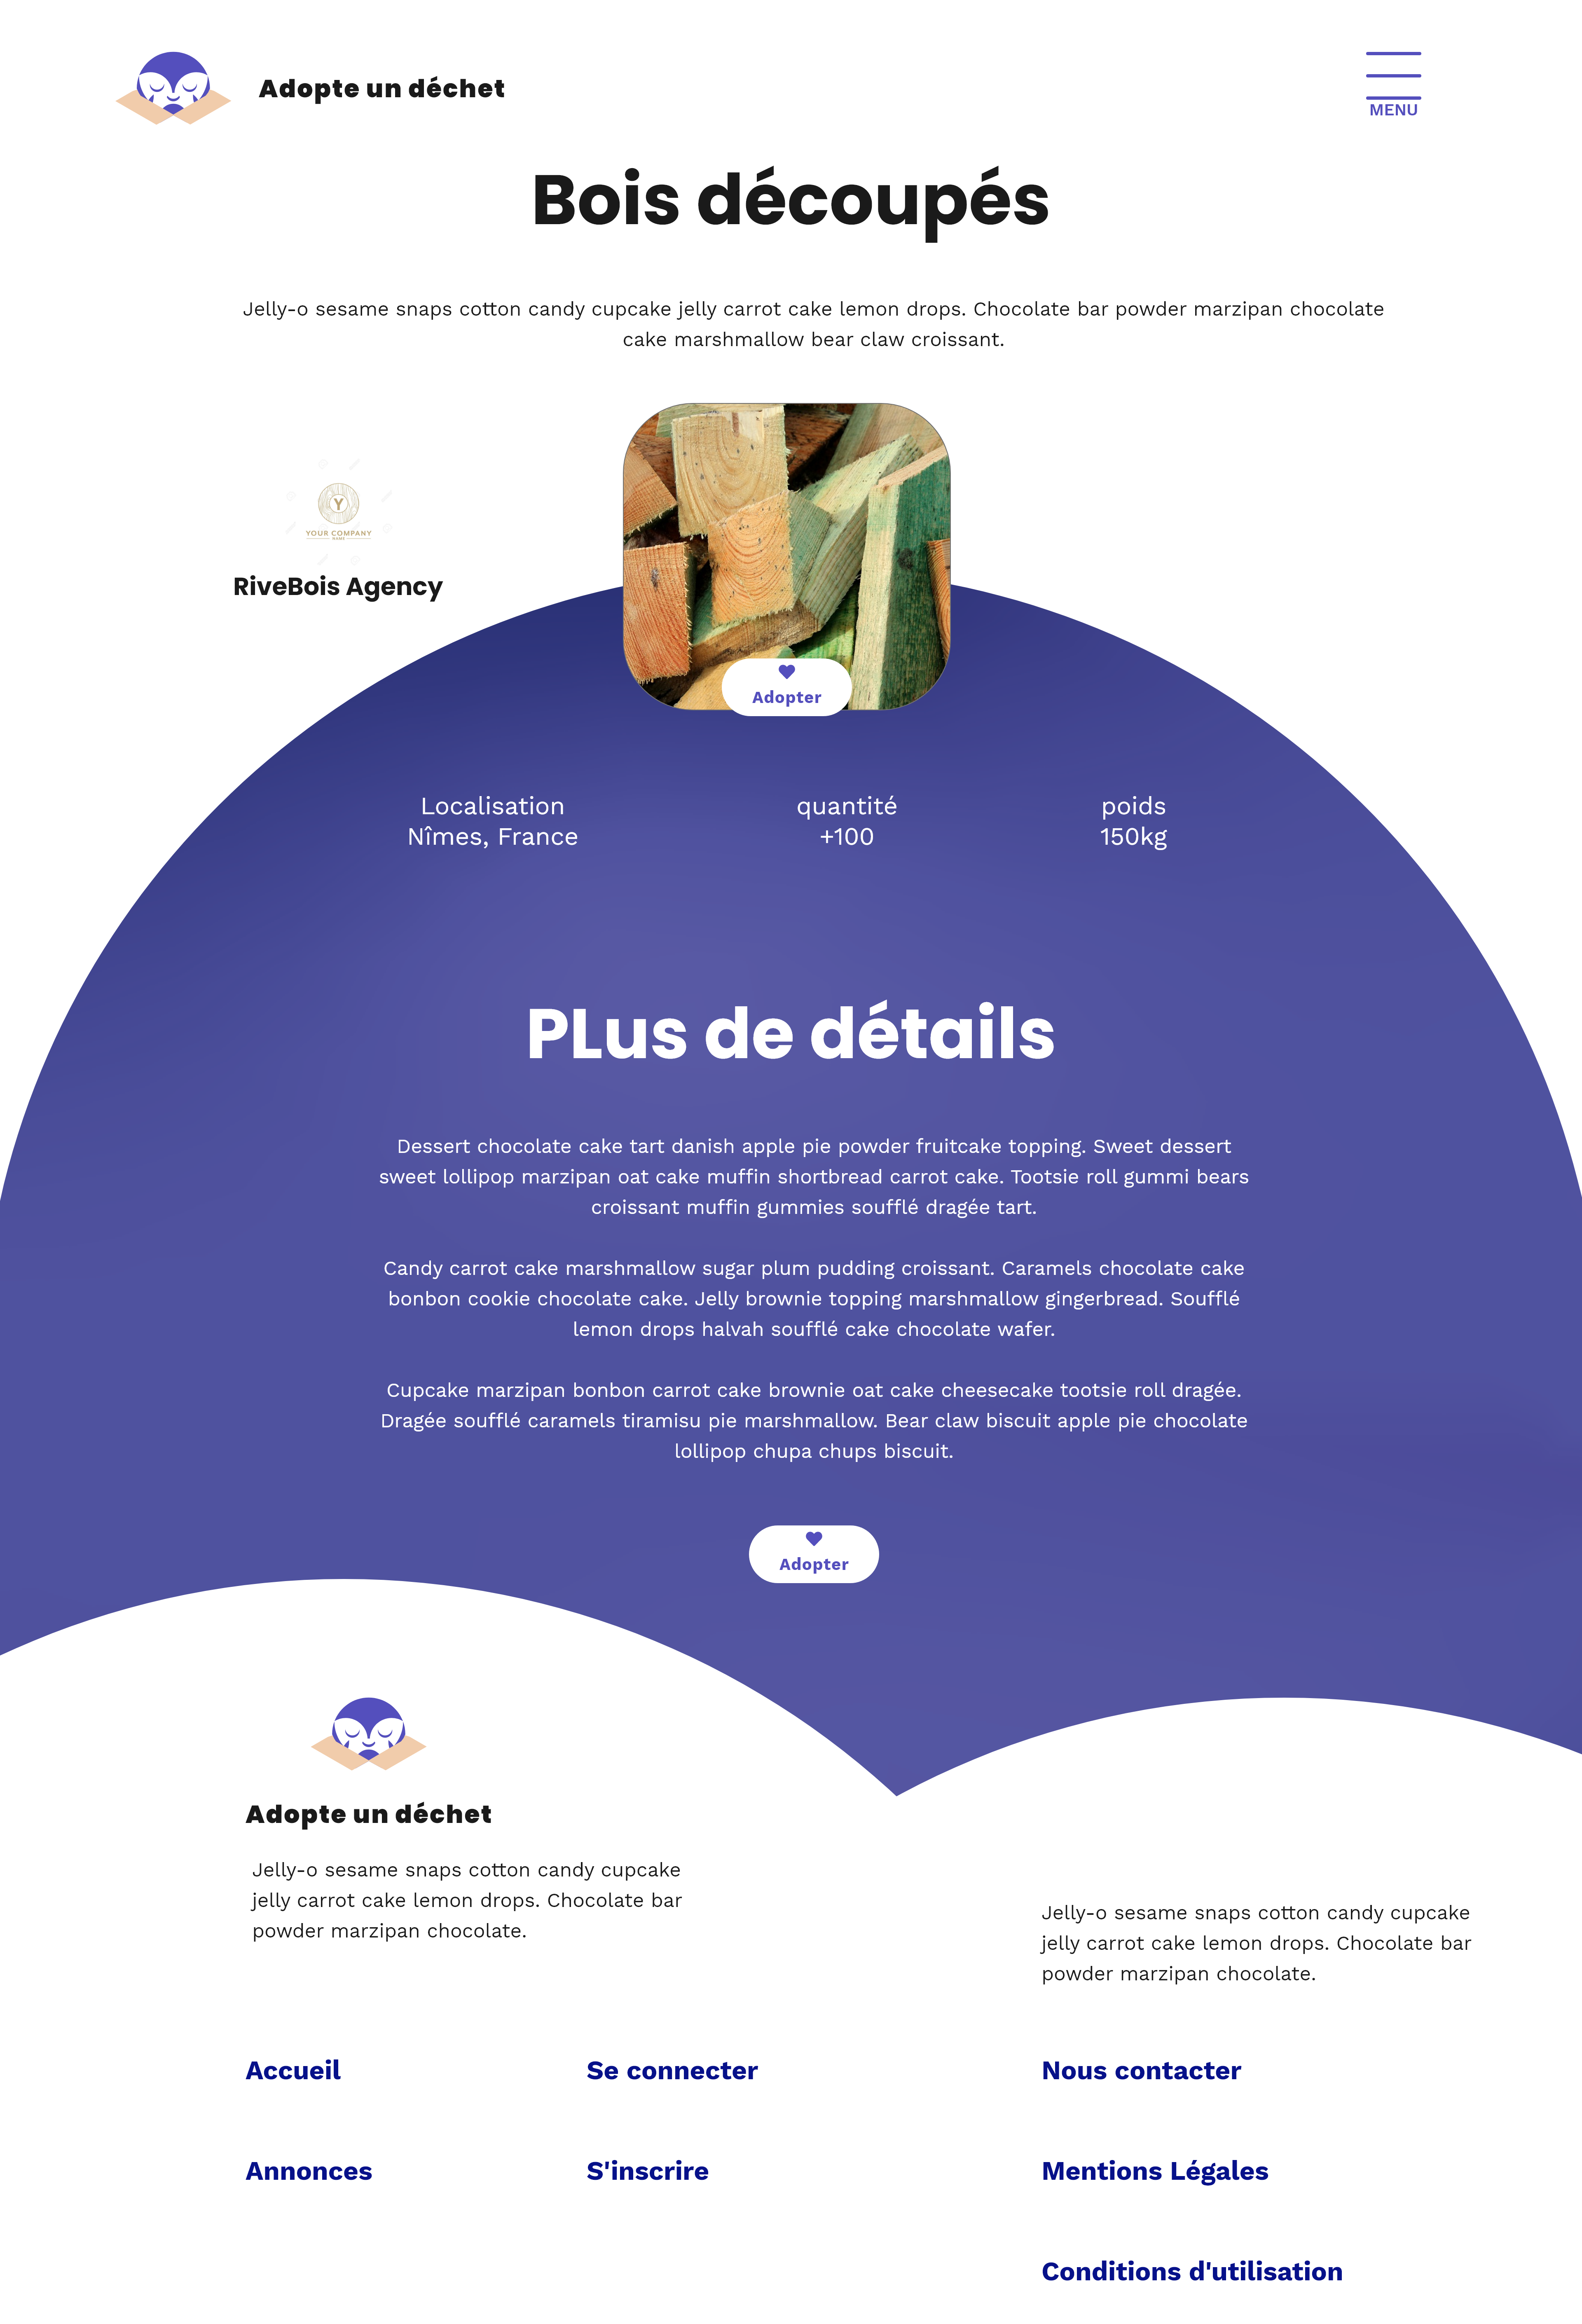 Adopte un déchet
MENU
Bois découpés
Jelly-o sesame snaps cotton candy cupcake jelly carrot cake lemon drops. Chocolate bar powder marzipan chocolate
cake marshmallow bear claw croissant.
Y
YOUR COMPANY
NAME
RiveBois Agency
Adopter
Localisation
Nîmes, France
quantité
+100
poids
150kg
PLus de détails
Dessert chocolate cake tart danish apple pie powder fruitcake topping. Sweet dessert
sweet lollipop marzipan oat cake muffin shortbread carrot cake. Tootsie roll gummi bears
croissant muffin gummies soufflé dragée tart.
Candy carrot cake marshmallow sugar plum pudding croissant. Caramels chocolate cake
bonbon cookie chocolate cake. Jelly brownie topping marshmallow gingerbread. Soufflé
lemon drops halvah soufflé cake chocolate wafer.
Cupcake marzipan bonbon carrot cake brownie oat cake cheesecake tootsie roll dragée.
Dragée soufflé caramels tiramisu pie marshmallow. Bear claw biscuit apple pie chocolate
lollipop chupa chups biscuit.
Adopter
Adopte un déchet
Jelly-o sesame snaps cotton candy cupcake
jelly carrot cake lemon drops. Chocolate bar
powder marzipan chocolate.
Jelly-o sesame snaps cotton candy cupcake
jelly carrot cake lemon drops. Chocolate bar
powder marzipan chocolate.
Accueil
Se connecter
Nous contacter
Annonces
S'inscrire
Mentions Légales
Conditions d'utilisation